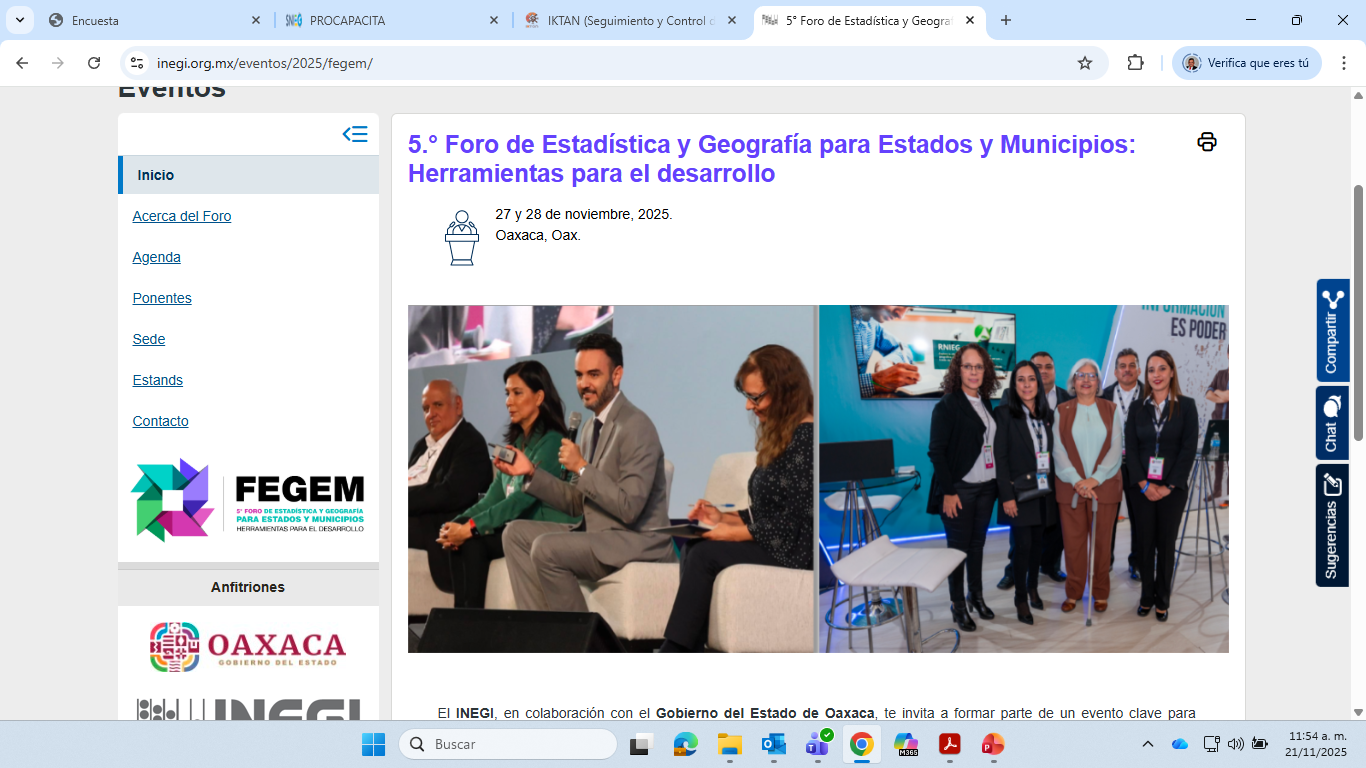 Encuesta
PROCAPACITA
IKTAN (Seguimiento y Control d
5° Foro de Estadística y Geograf
inegi.org.mx/eventos/2025/fegem/
Verifica que eres tú
Eventos
Inicio
Acerca del Foro
Agenda
Ponentes
Sede
Estands
Contacto
FEGEM
5° FORO DE ESTADÍSTICA Y GEOGRAFÍA
PARA ESTADOS Y MUNICIPIOS
HERRAMIENTAS PARA EL DESARROLLO
Anfitriones
OAXACA
GOBIERNO DEL ESTADO
INEGI
5.° Foro de Estadística y Geografía para Estados y Municipios:
Herramientas para el desarrollo
27 y 28 de noviembre, 2025.
Oaxaca, Oax.
RNIEG
INFORMACIÓN
ES PODER
El INEGI, en colaboración con el Gobierno del Estado de Oaxaca, te invita a formar parte de un evento clave para
Compartir
Chat
Sugerencias
Buscar
M365
11:54 a. m.
21/11/2025